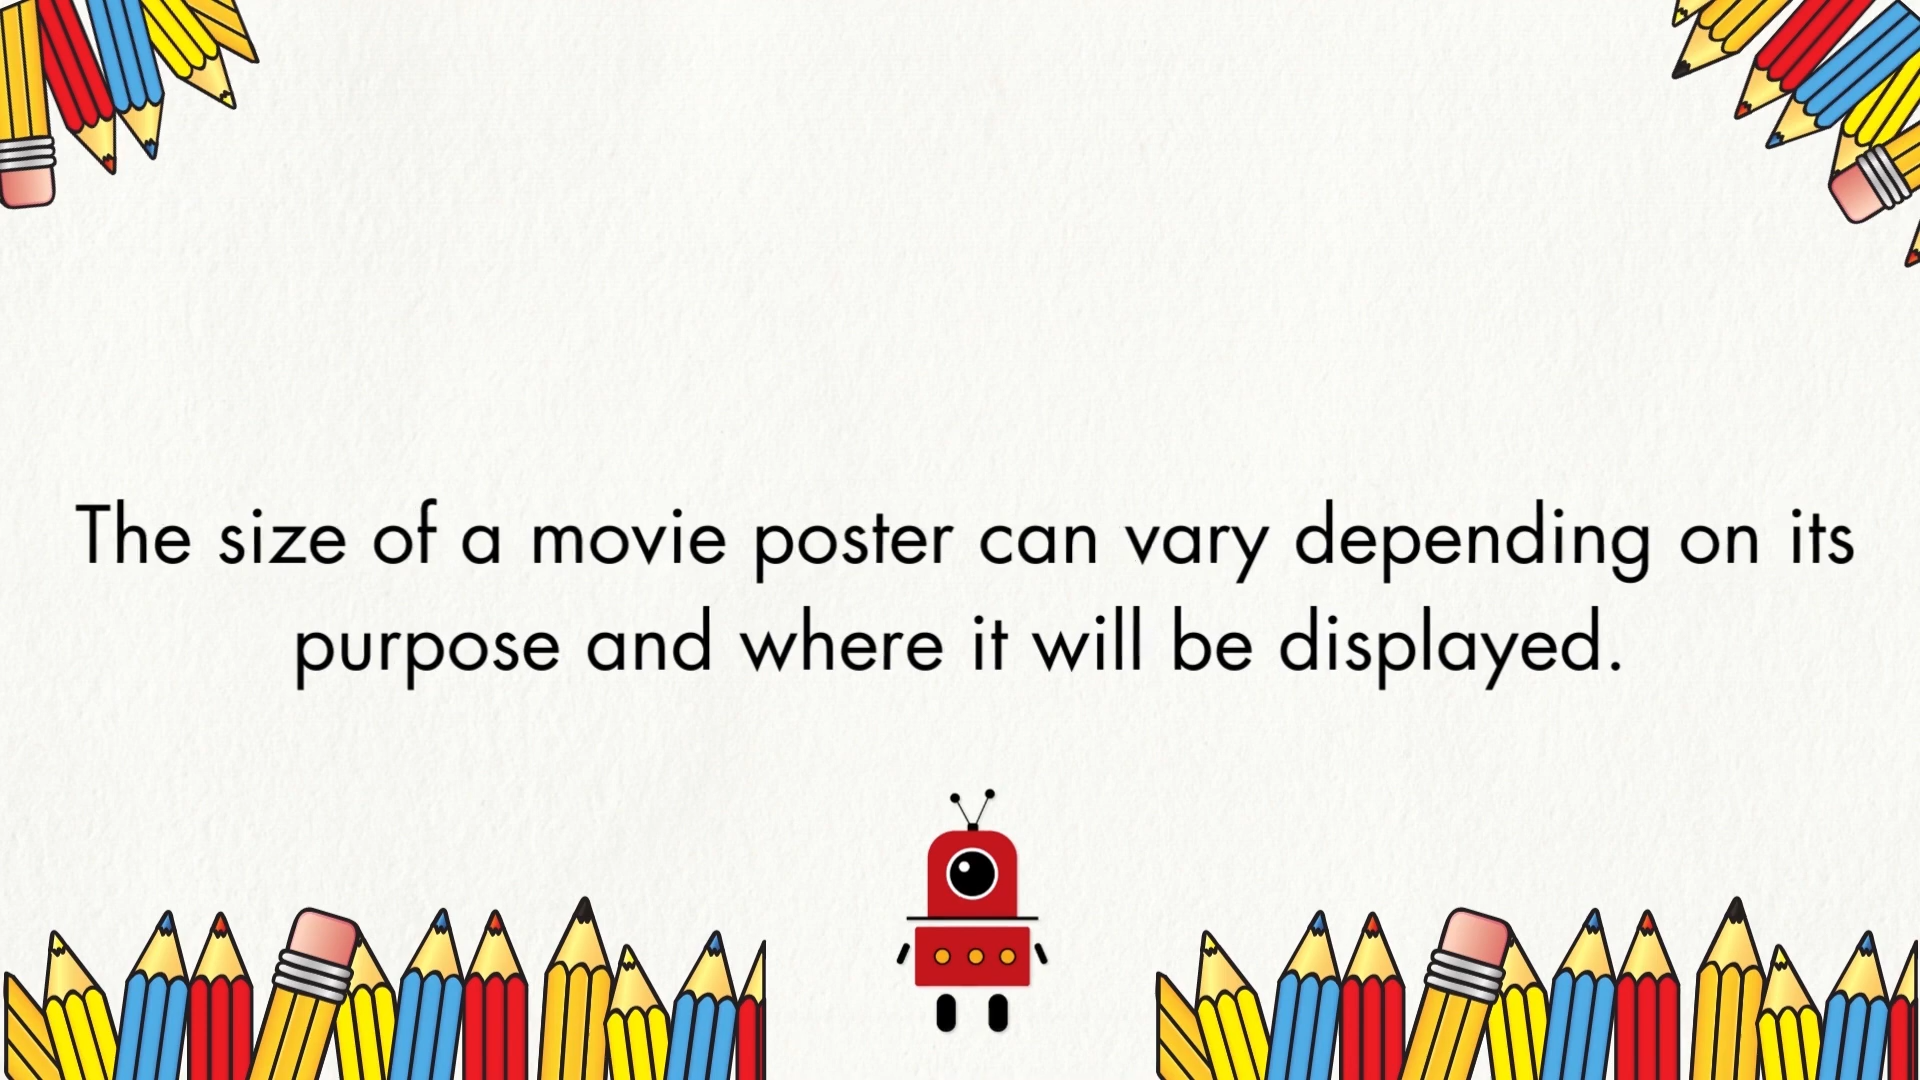 The size of a movie poster can vary depending on its
purpose and where it will be displayed.